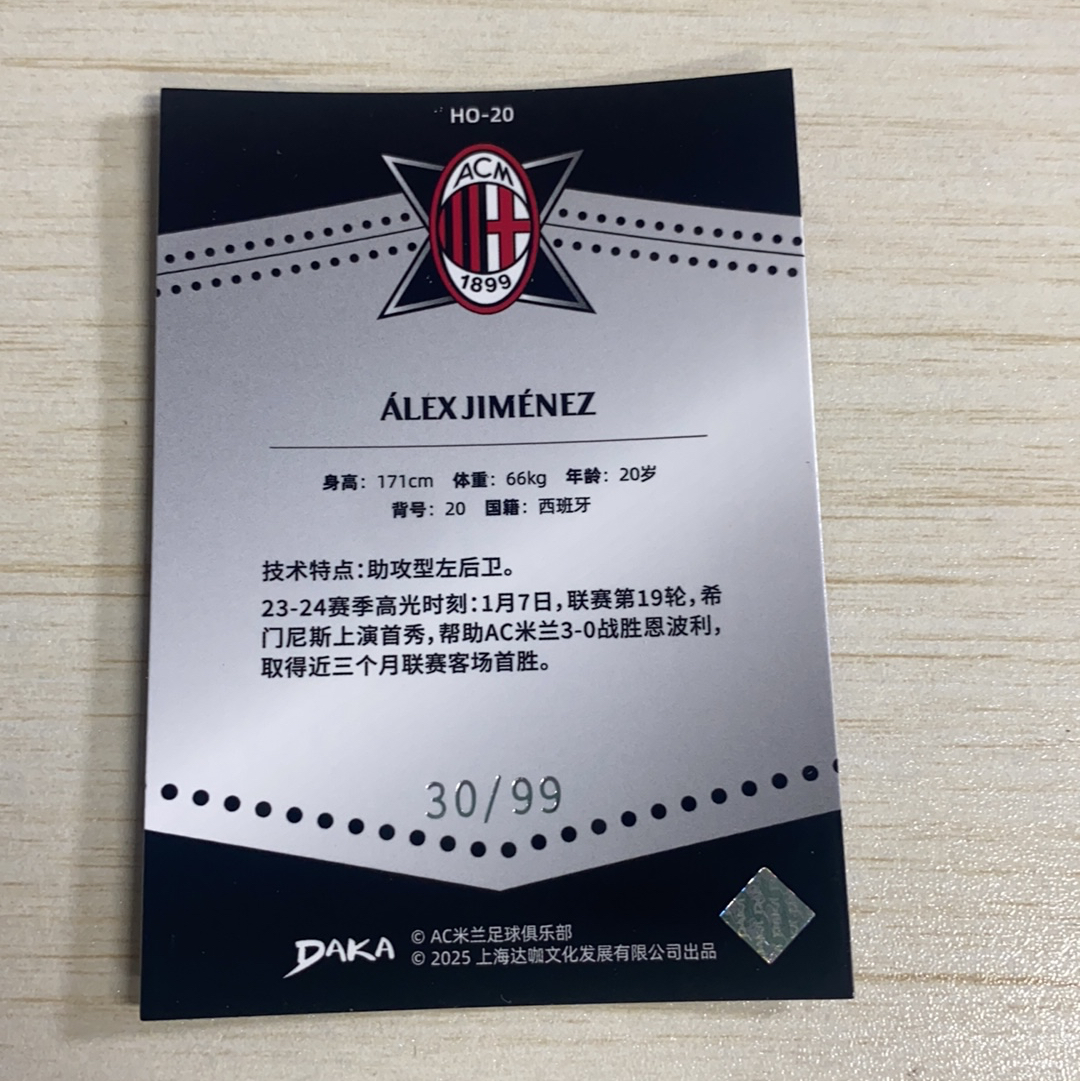 HO-20
ACM
1899
ÁLEX JIMÉNEZ
身高：171cm 体重：66kg 年龄：20岁
背号：20 国籍：西班牙
技术特点：助攻型左后卫。
23-24赛季高光时刻：1月7日，联赛第19轮，希
门尼斯上演首秀，帮助AC米兰3-0战胜恩波利，
取得近三个月联赛客场首胜。
30/99
DAKA
© AC米兰足球俱乐部
© 2025 上海达咖文化发展有限公司出品